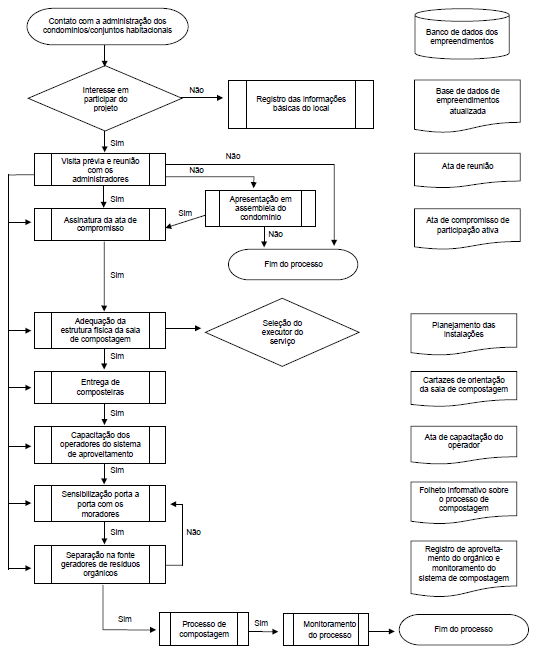 Contato com a administração dos
condomínios/conjuntos habitacionais
Banco de dados dos
empreendimentos
Interesse em
participar do
projeto
Não
Registro das informações
básicas do local
Base de dados de
empreendimentos
atualizada
Sim
Visita prévia e reunião
com os
administradores
Não
Não
Ata de reunião
Sim
Apresentação em
assembleia do
condomínio
Sim
Assinatura da ata de
compromisso
Não
Ata de compromisso de
participação ativa
Fim do processo
Sim
Adequação da
estrutura física da sala
de compostagem
Seleção do
executor do
serviço
Planejamento das
instalações
Sim
Entrega de
composteiras
Cartazes de orientação
da sala de compostagem
Sim
Capacitação dos
operadores do sistema
de aproveitamento
Ata de capacitação do
operador
Sim
Sensibilização porta a
porta com os
moradores
Folheto informativo sobre
o processo de
compostagem
Sim
Não
Separação na fonte
geradores de resíduos
orgânicos
Registro de aproveita-
mento do orgânico e
monitoramento do
sistema de compostagem
Sim
Processo de
compostagem
Sim
Monitoramento
do processo
Fim do processo